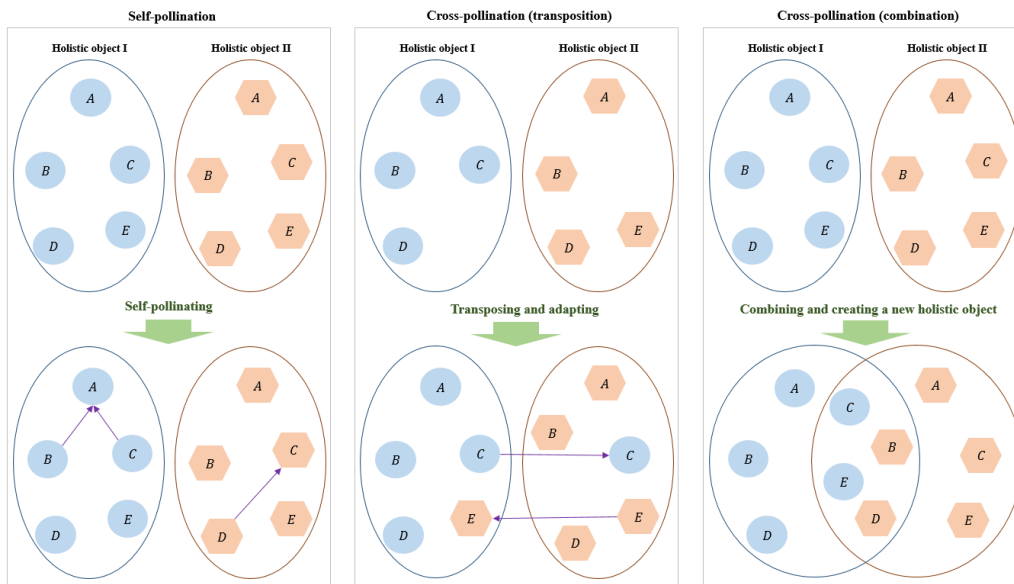 Self-pollination
Holistic object I
Holistic object II
A
B
C
D
E
A
B
C
D
E
Self-pollinating
A
B
C
D
E
A
B
C
D
E
Cross-pollination (transposition)
Holistic object I
Holistic object II
A
B
C
D
A
B
D
E
Transposing and adapting
A
B
C
D
E
A
B
C
D
E
Cross-pollination (combination)
Holistic object I
Holistic object II
A
B
C
D
E
A
B
C
D
E
Combining and creating a new holistic object
A
B
D
C
E
B
D
A
C
E